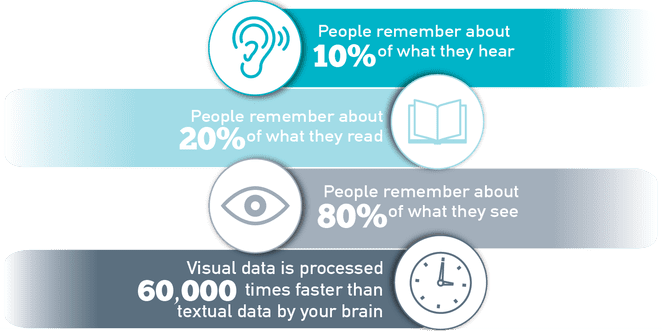 People remember about
10% of what they hear
People remember about
20% of what they read
People remember about
80% of what they see
Visual data is processed
60,000 times faster than
textual data by your brain